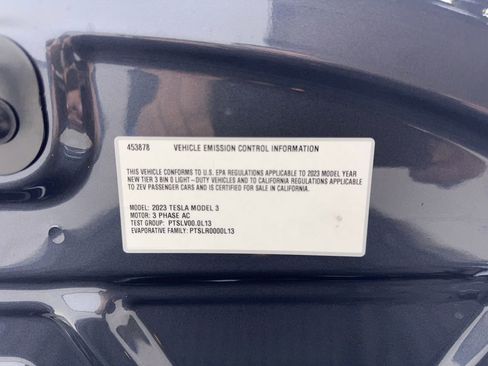 453878 VEHICLE EMISSION CONTROL INFORMATION
THIS VEHICLE CONFORMS TO U.S. EPA REGULATIONS APPLICABLE TO 2023 MODEL YEAR
NEW TIER 3 BIN 0 LIGHT-DUTY VEHICLES AND TO CALIFORNIA REGULATIONS APPLICABLE
TO ZEV PASSENGER CARS AND IS CERTIFIED FOR SALE IN CALIFORNIA.
MODEL: 2023 TESLA MODEL 3
MOTOR: 3 PHASE AC
TEST GROUP: PTSLV00.0L13
EVAPORATIVE FAMILY: PTSLR0000L13